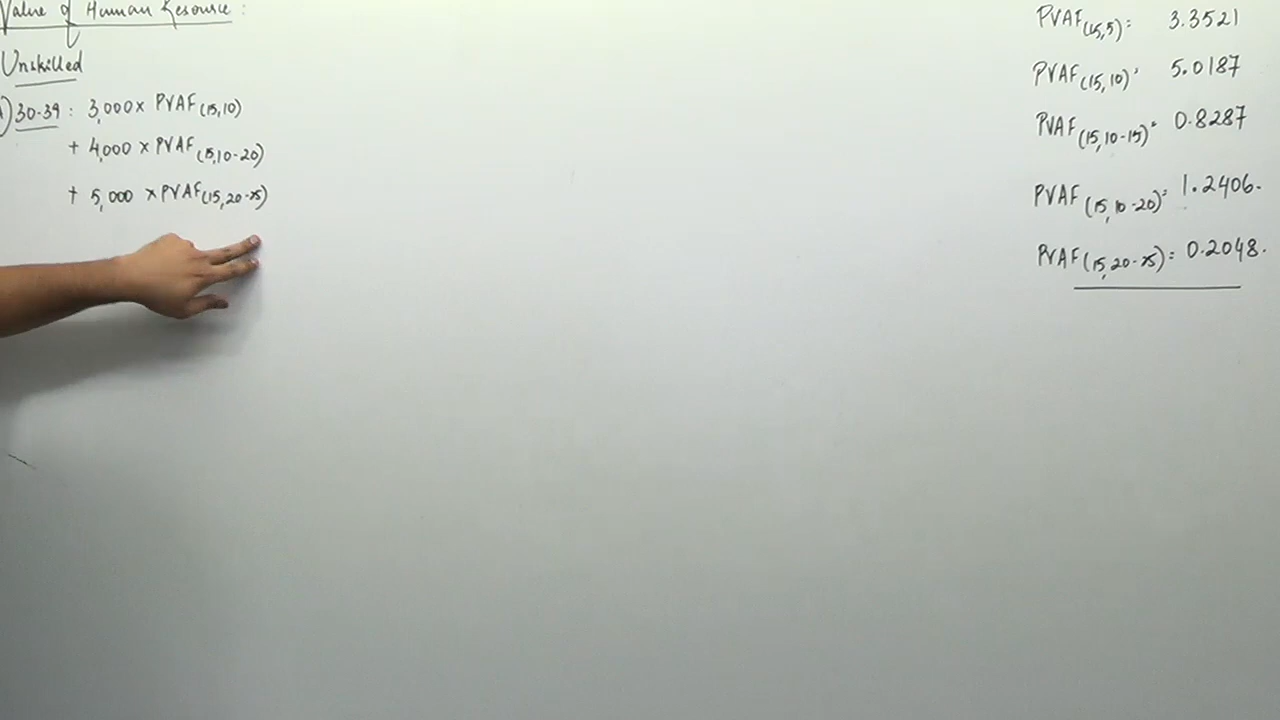 Value of Human Resource :
Unskilled
30-39 : 3,000 x PVAF(15,10)
+ 4,000 x PVAF(15,10-20)
+ 5,000 x PVAF(15,20-25)
PVAF(15,5) = 3.3521
PVAF(15,10) = 5.0187
PVAF(15,10-15) = 0.8287
PVAF(15,10-20) = 1.2406.
PVAF(15,20-25) = 0.2048.